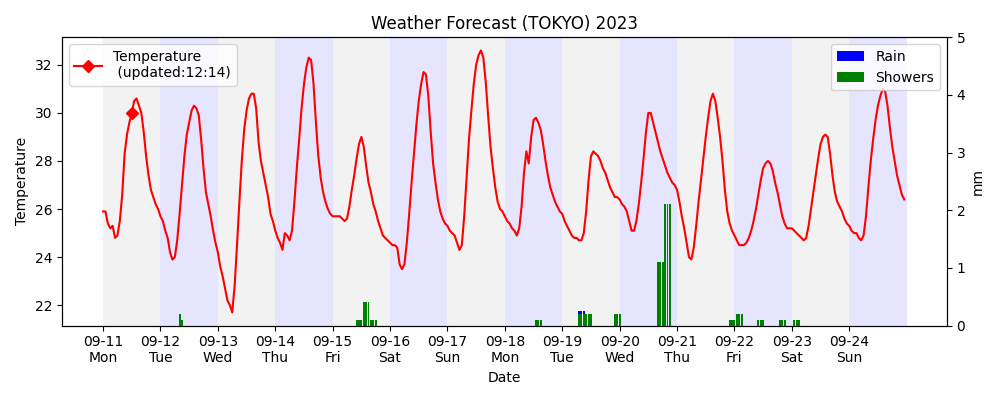 Weather Forecast (TOKYO) 2023
Temperature
(updated:12:14)
Rain
Showers
Temperature
32
30
28
26
24
22
5
4
3
2
1
0
mm
09-11 09-12 09-13 09-14 09-15 09-16 09-17 09-18 09-19 09-20 09-21 09-22 09-23 09-24
Mon Tue Wed Thu Fri Sat Sun Mon Tue Wed Thu Fri Sat Sun
Date